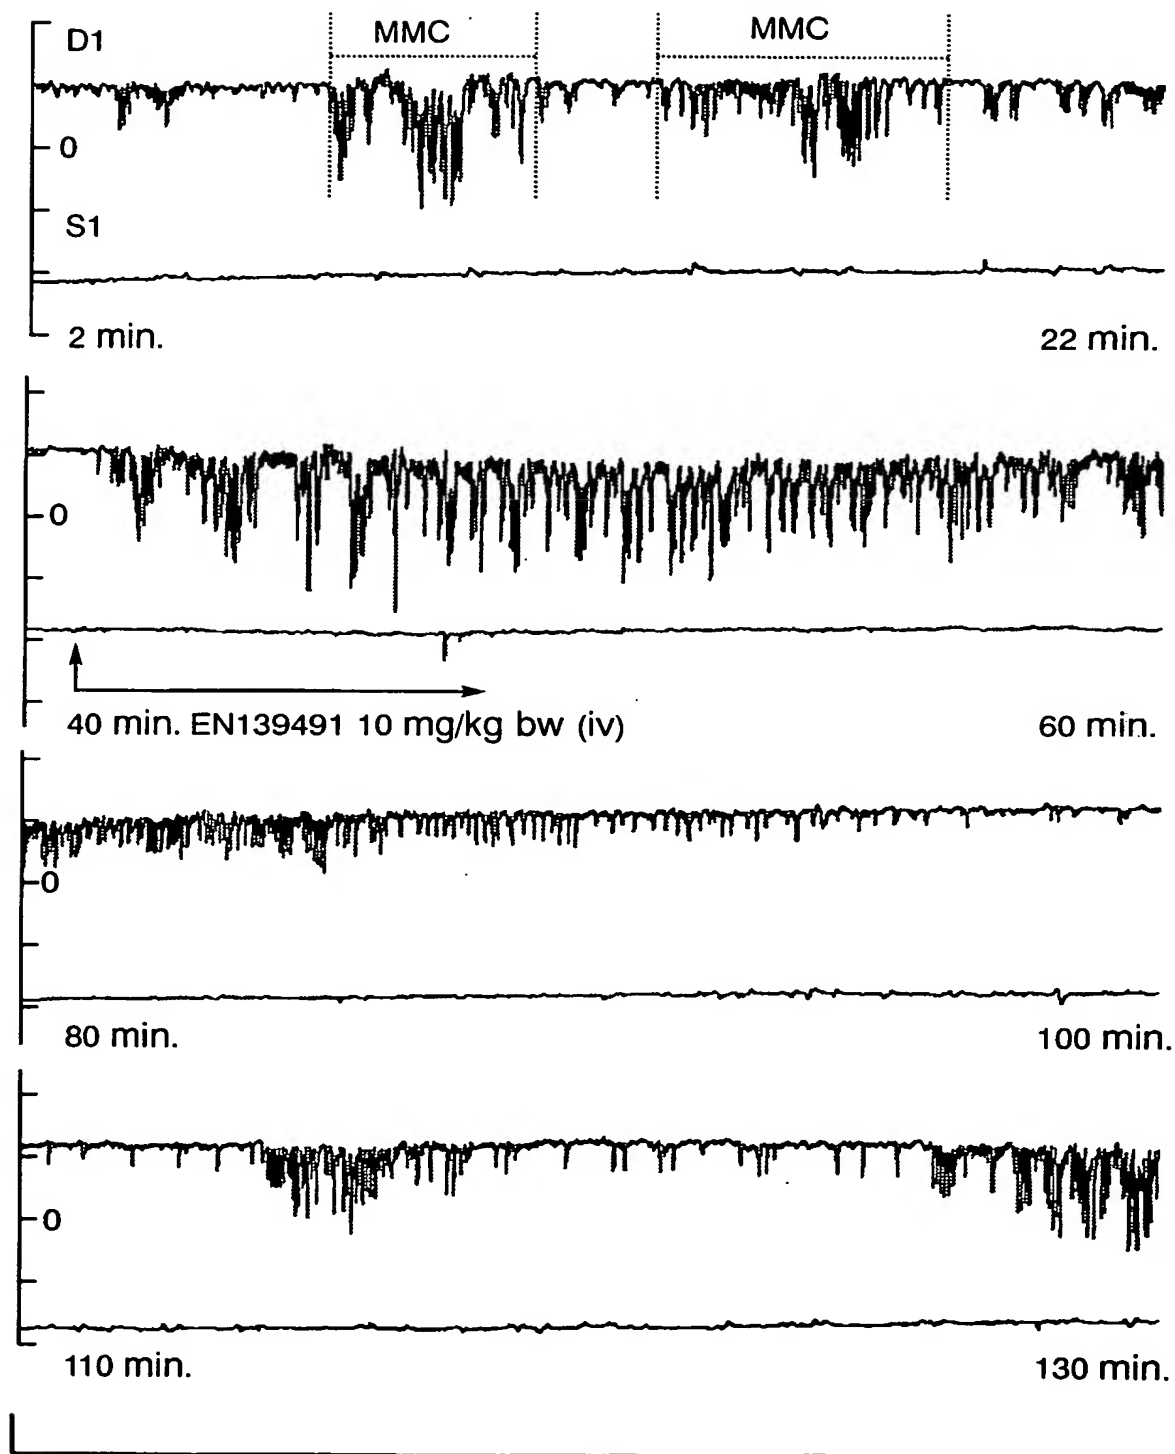 D1
MMC
MMC
0
S1
2 min.
22 min.
0
40 min. EN139491 10 mg/kg bw (iv)
60 min.
0
80 min.
100 min.
0
110 min.
130 min.